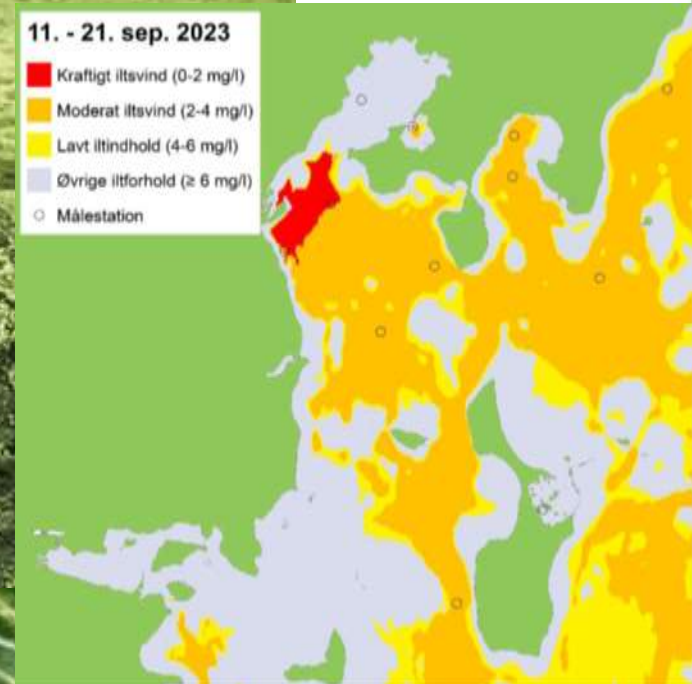 11. - 21. sep. 2023
Kraftigt iltsvind (0-2 mg/l)
Moderat iltsvind (2-4 mg/l)
Lavt iltindhold (4-6 mg/l)
Øvrige iltforhold (≥ 6 mg/l)
Målestation